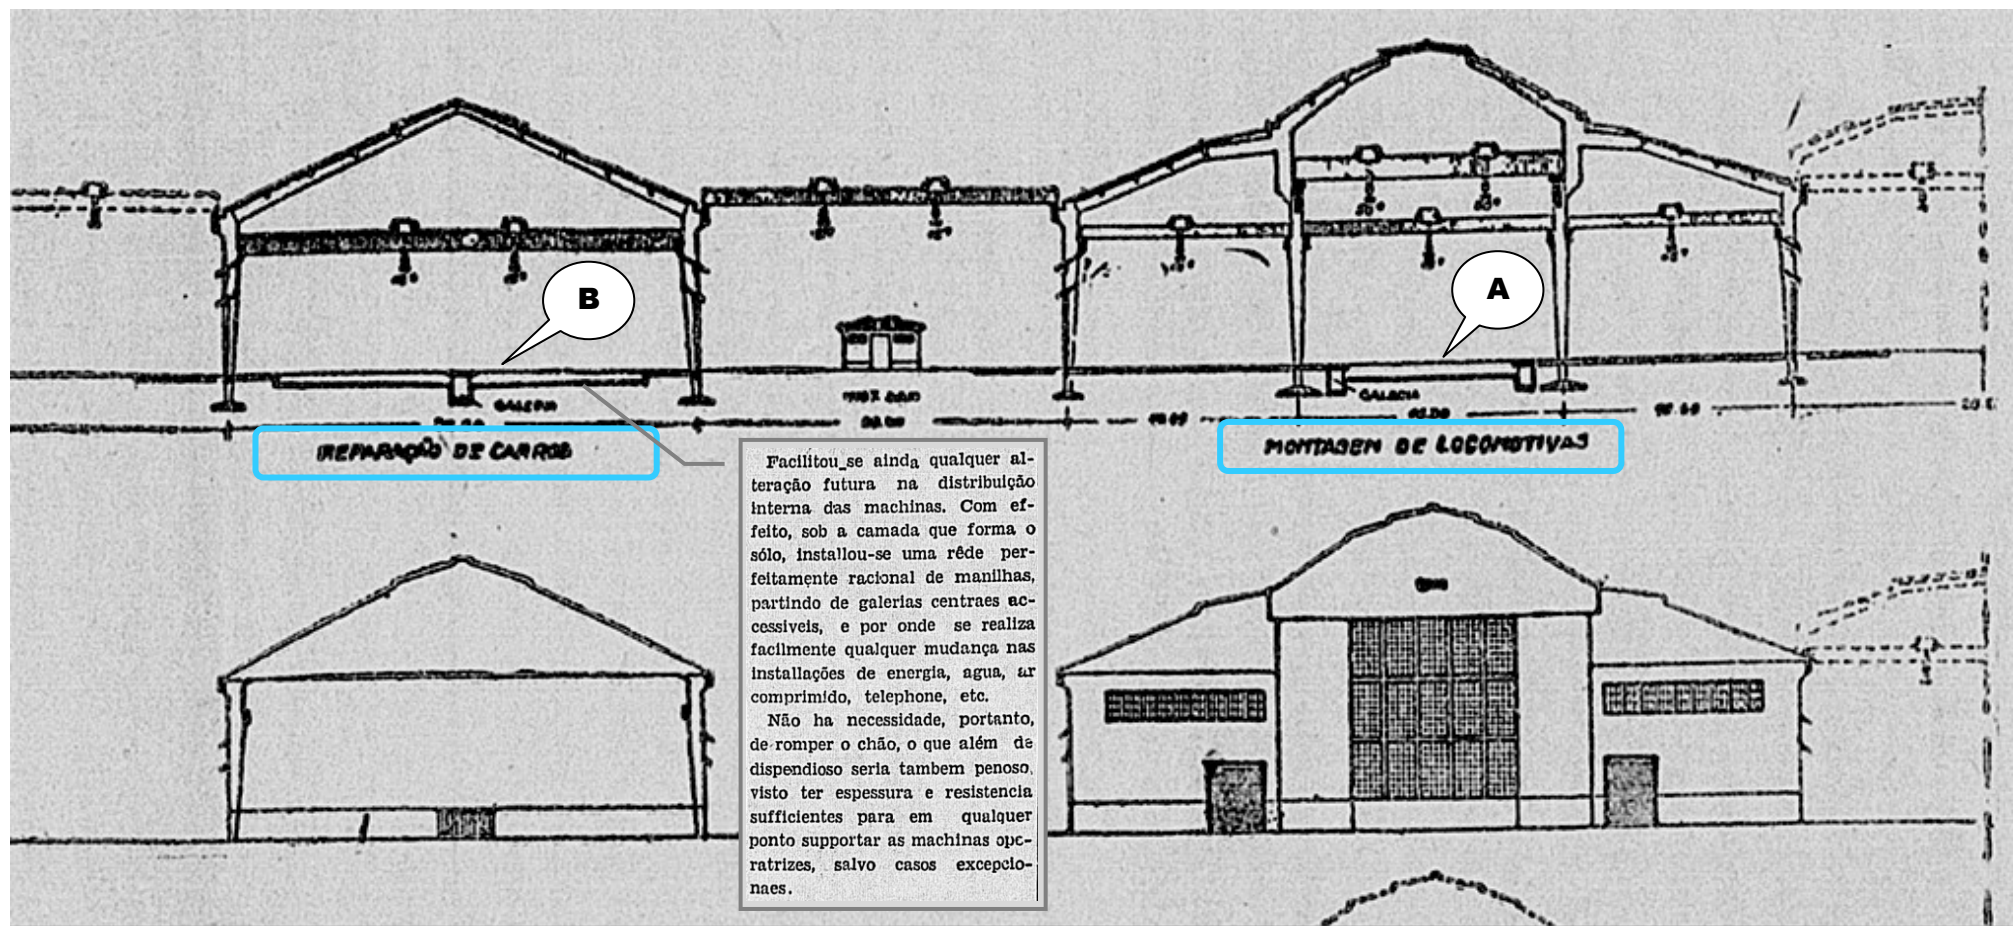 B
A
GALERIA
GALERIA
REPARAÇÃO DE CARROS
MONTAGEM DE LOCOMOTIVAS
Facilitou_se ainda qualquer al-
teração futura na distribuição
interna das machinas. Com ef-
feito, sob a camada que forma o
sólo, installou-se uma rêde per-
feitamente racional de manilhas,
partindo de galerias centraes ac-
cessiveis, e por onde se realiza
facilmente qualquer mudança nas
installações de energia, agua, ar
comprimido, telephone, etc.
Não ha necessidade, portanto,
de romper o chão, o que além de
dispendioso seria tambem penoso,
visto ter espessura e resistencia
sufficientes para em qualquer
ponto supportar as machinas ope-
ratrizes, salvo casos excepcio-
naes.